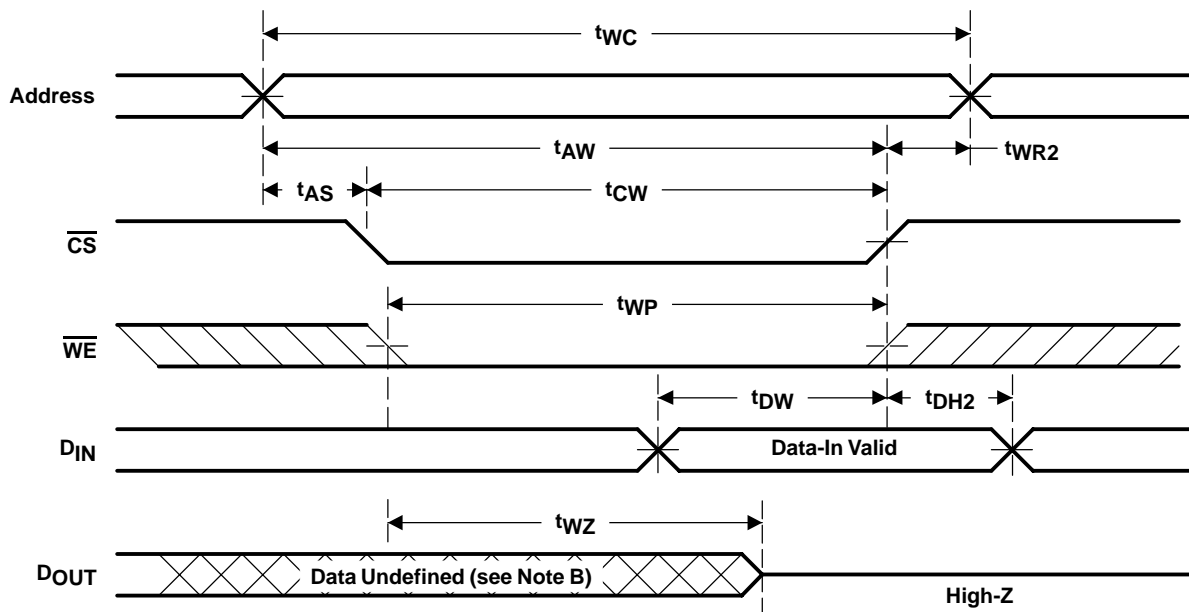 tWC
Address
tAW
tWR2
tAS
tCW
CS
tWP
WE
tDW
tDH2
DIN
Data-In Valid
tWZ
DOUT
Data Undefined (see Note B)
High-Z